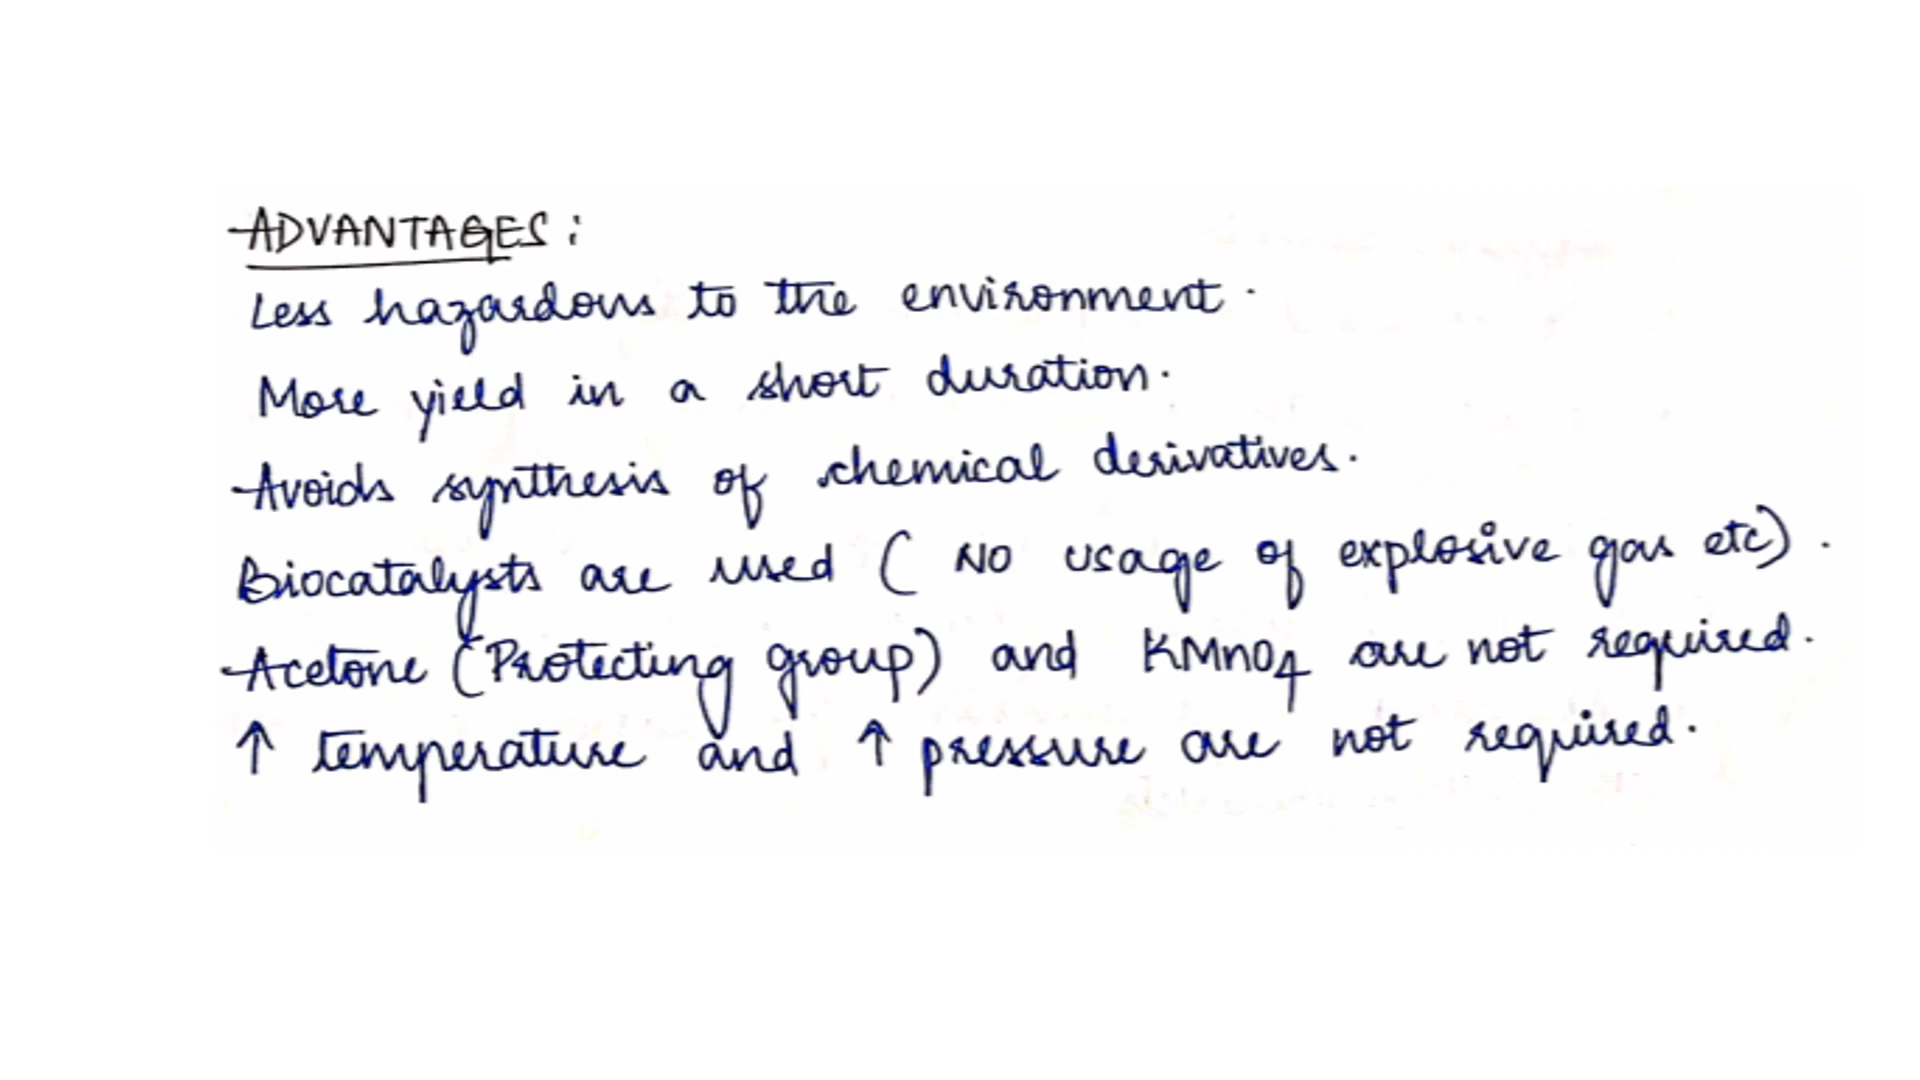 ADVANTAGES:
Less hazardous to the environment.
More yield in a short duration.
Avoids synthesis of chemical derivatives.
Biocatalysts are used ( NO usage of explosive gas etc).
Acetone (Protecting group) and KMnO4 are not required.
↑ temperature and ↑ pressure are not required.